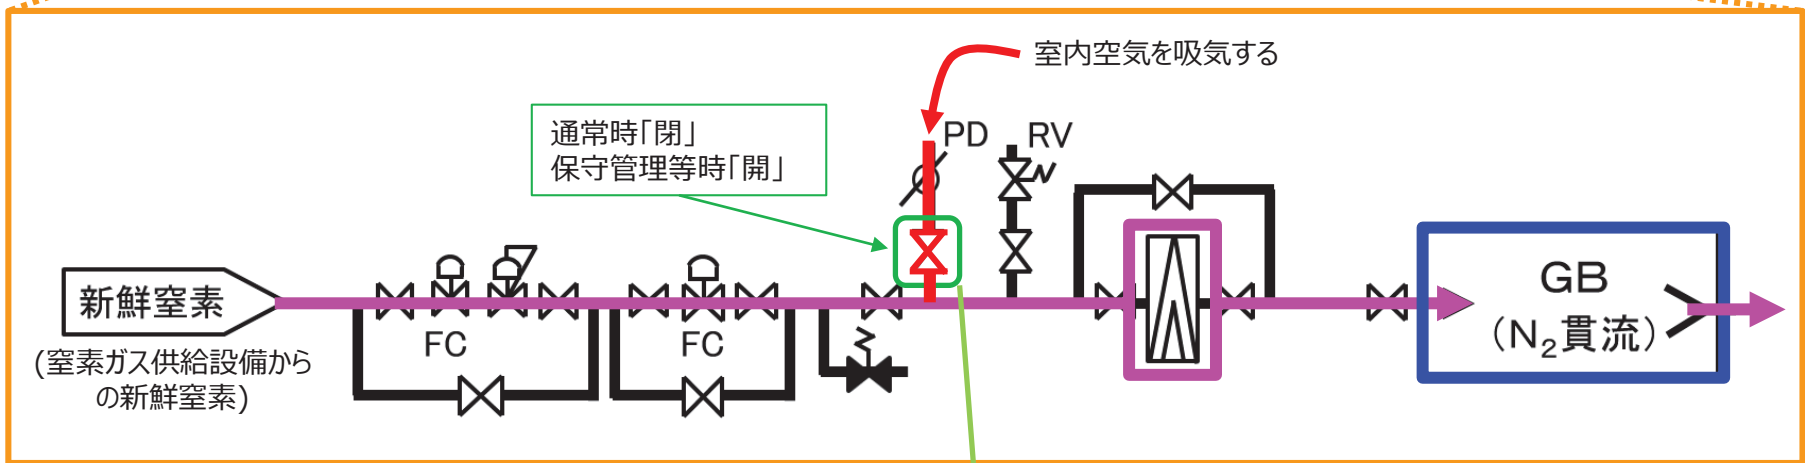 室内空気を吸気する
通常時「閉」
保守管理等時「開」
PD
RV
新鮮窒素
(窒素ガス供給設備から
の新鮮窒素)
FC
FC
GB
(N₂貫流)